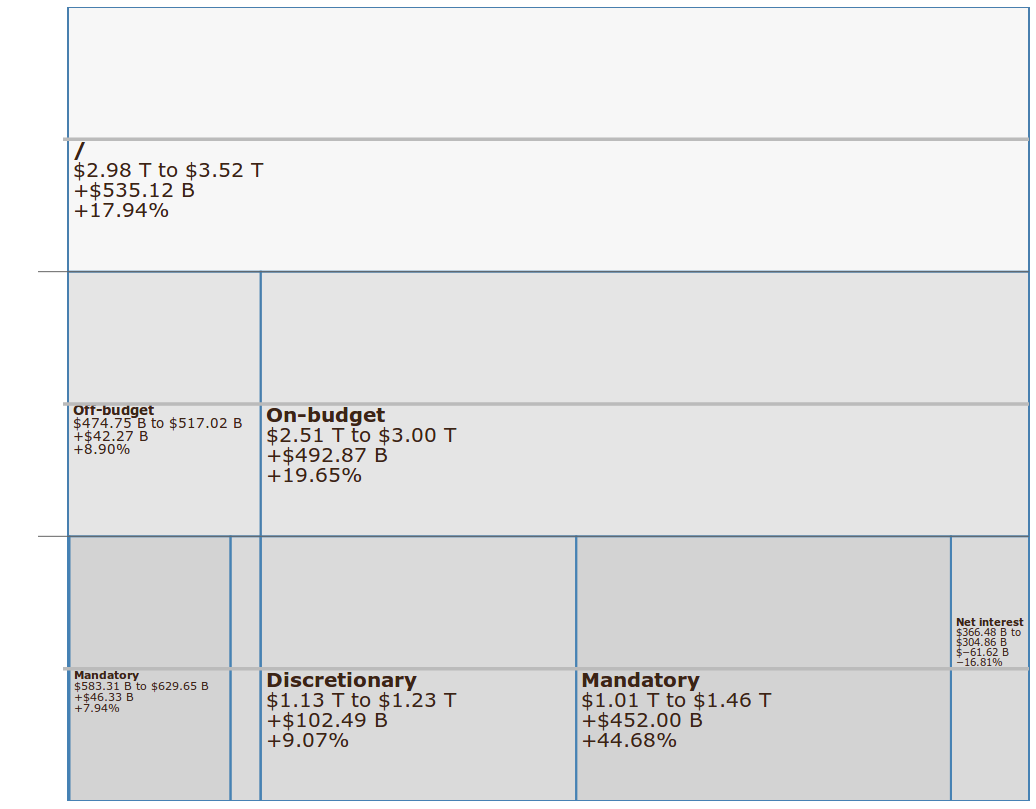 /
$2.98 T to $3.52 T
+$535.12 B
+17.94%
Off-budget
$474.75 B to $517.02 B
+$42.27 B
+8.90%
On-budget
$2.51 T to $3.00 T
+$492.87 B
+19.65%
Mandatory
$583.31 B to $629.65 B
+$46.33 B
+7.94%
Discretionary
$1.13 T to $1.23 T
+$102.49 B
+9.07%
Mandatory
$1.01 T to $1.46 T
+$452.00 B
+44.68%
Net interest
$366.48 B to
$304.86 B
$−61.62 B
−16.81%